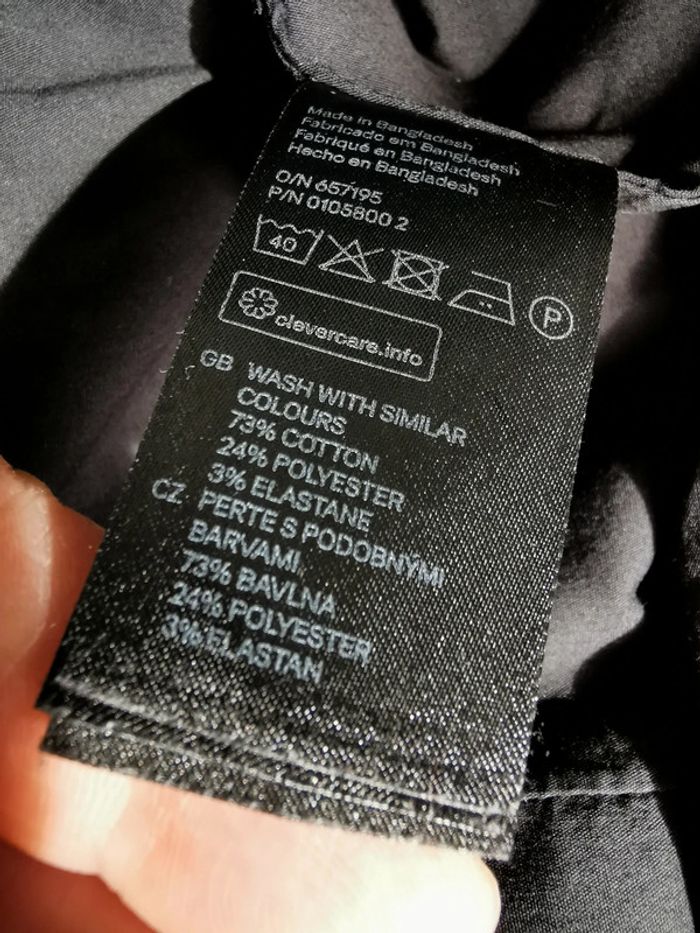 Made in Bangladesh
Fabricado em Bangladesh
Fabriqué en Bangladesh
Hecho en Bangladesh
O/N 657195
P/N 0105800 2
40
P
clevercare.info
GB WASH WITH SIMILAR
COLOURS
73% COTTON
24% POLYESTER
3% ELASTANE
CZ PERTE S PODOBNÝMI
BARVAMI
73% BAVLNA
24% POLYESTER
3% ELASTAN